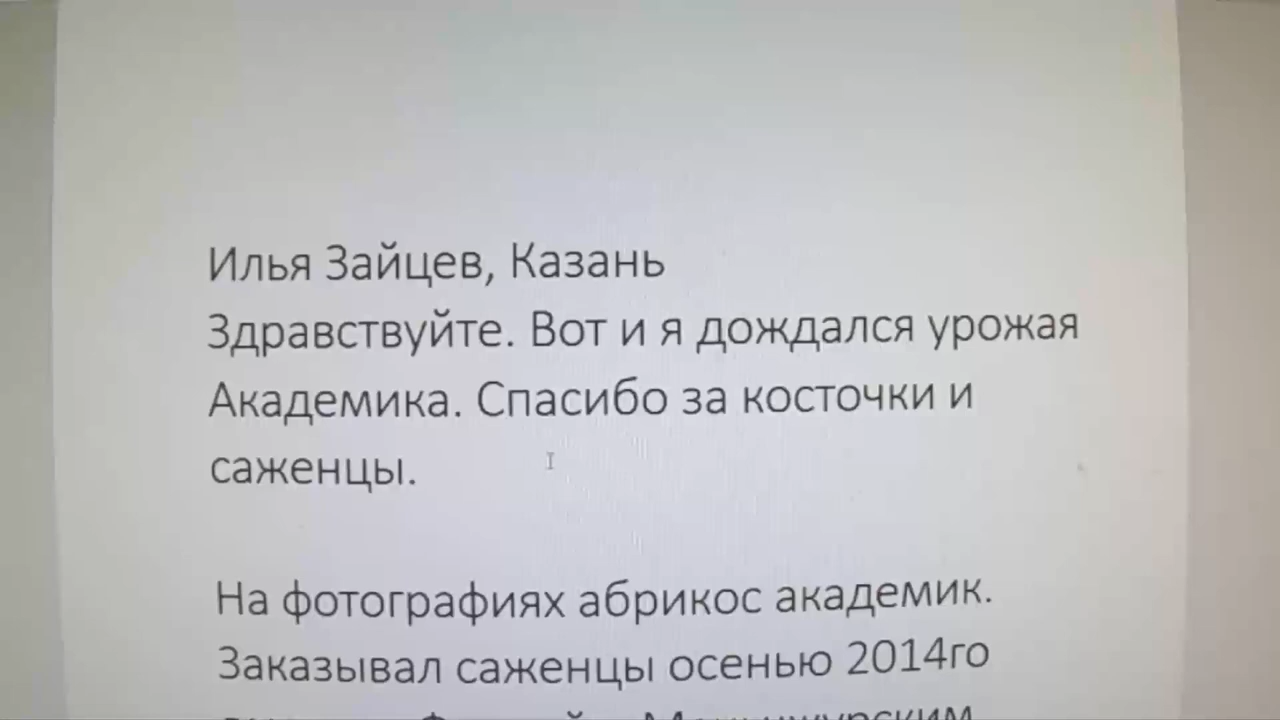 Илья Зайцев, Казань
Здравствуйте. Вот и я дождался урожая
Академика. Спасибо за косточки и
саженцы.
На фотографиях абрикос академик.
Заказывал саженцы осенью 2014го